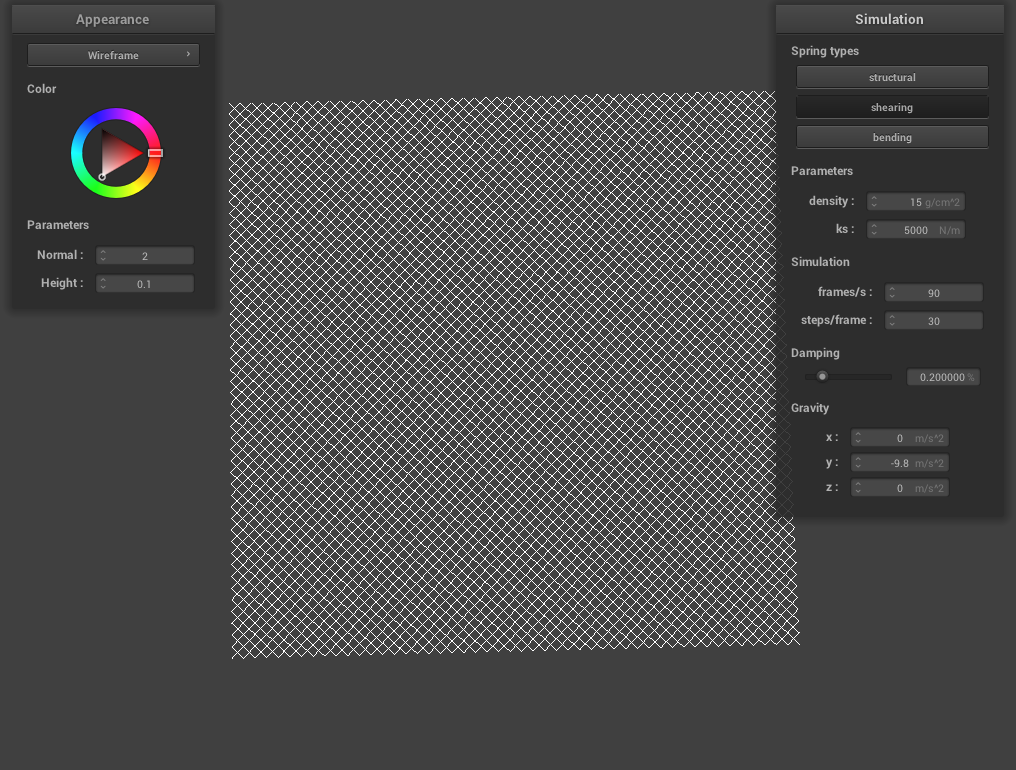 Appearance
Wireframe
Color
Parameters
Normal : 2
Height : 0.1
Simulation
Spring types
structural
shearing
bending
Parameters
density : 15 g/cm^2
ks : 5000 N/m
Simulation
frames/s : 90
steps/frame : 30
Damping
0.200000 %
Gravity
x : 0 m/s^2
y : -9.8 m/s^2
z : 0 m/s^2